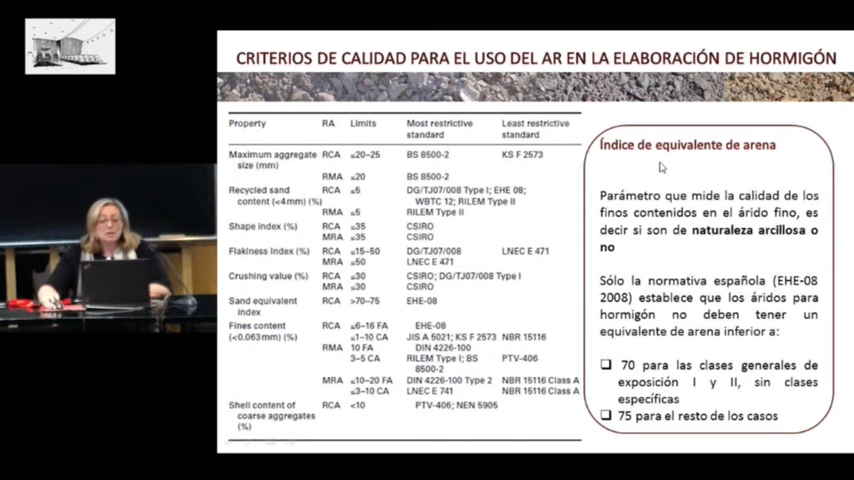 CRITERIOS DE CALIDAD PARA EL USO DEL AR EN LA ELABORACIÓN DE HORMIGÓN
Property RA Limits Most restrictive standard Least restrictive standard
Maximum aggregate size (mm) RCA ≤20–25 BS 8500-2 KS F 2573
RMA ≤20 BS 8500-2
Recycled sand content (<4mm) (%) RCA ≤5 DG/TJ07/008 Type I; EHE 08; WBTC 12; RILEM Type II
RMA ≤5 RILEM Type II
Shape index (%) RCA ≤35 CSIRO
MRA ≤35 CSIRO
Flakiness Index (%) RCA ≤15–50 DG/TJ07/008 LNEC E 471
MRA ≤50 LNEC E 471
Crushing value (%) RCA ≤30 CSIRO; DG/TJ07/008 Type I
MRA ≤30 CSIRO
Sand equivalent index RCA >70–75 EHE-08
Fines content (<0.063mm) (%) RCA ≤6–16 FA EHE-08
≤1–10 CA JIS A 5021; KS F 2573 NBR 15116
RMA 10 FA DIN 4226-100
3–5 CA RILEM Type I; BS 8500-2 PTV-406
MRA ≤10–20 FA DIN 4226-100 Type 2 NBR 15116 Class A
≤3–10 CA LNEC E 741 NBR 15116 Class A
Shell content of coarse aggregates (%) RCA <10 PTV-406; NEN 5905
Índice de equivalente de arena
Parámetro que mide la calidad de los
finos contenidos en el árido fino, es
decir si son de naturaleza arcillosa o
no
Sólo la normativa española (EHE-08
2008) establece que los áridos para
hormigón no deben tener un
equivalente de arena inferior a:
❑ 70 para las clases generales de
exposición I y II, sin clases
específicas
❑ 75 para el resto de los casos